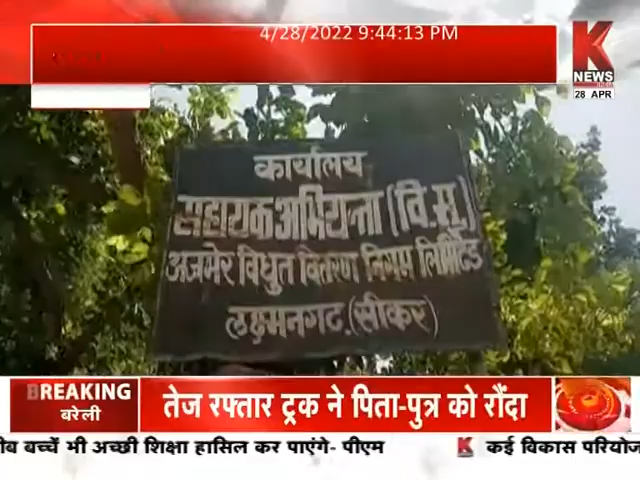 4/28/2022 9:44:13 PM
K
NEWS
28 APR
कार्यालय
सहायक अभियन्ता (वि.सू.)
अजमेर विधुत वितरण निगम लिमिटेड
लक्ष्मनगढ़ (सीकर)
BREAKING
बरेली
तेज रफ्तार ट्रक ने पिता-पुत्र को रौंदा
ीब बच्चें भी अच्छी शिक्षा हासिल कर पाएंगे- पीएम K कई विकास परियोज